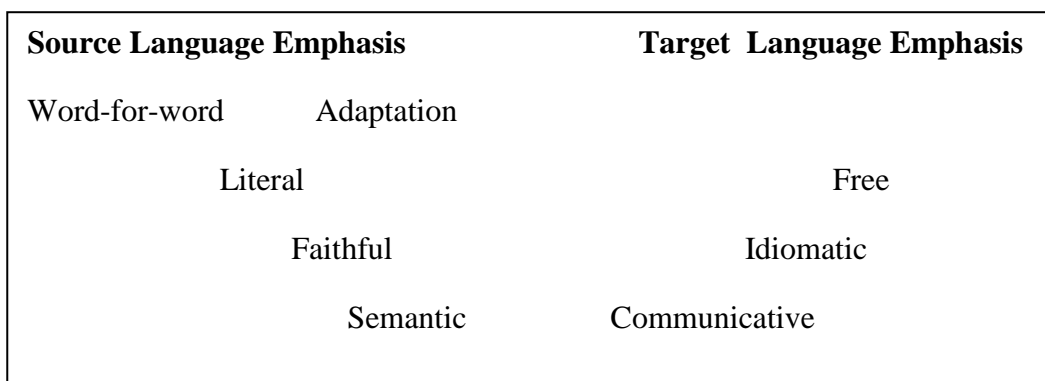 Source Language Emphasis Target Language Emphasis
Word-for-word Adaptation
Literal Free
Faithful Idiomatic
Semantic Communicative